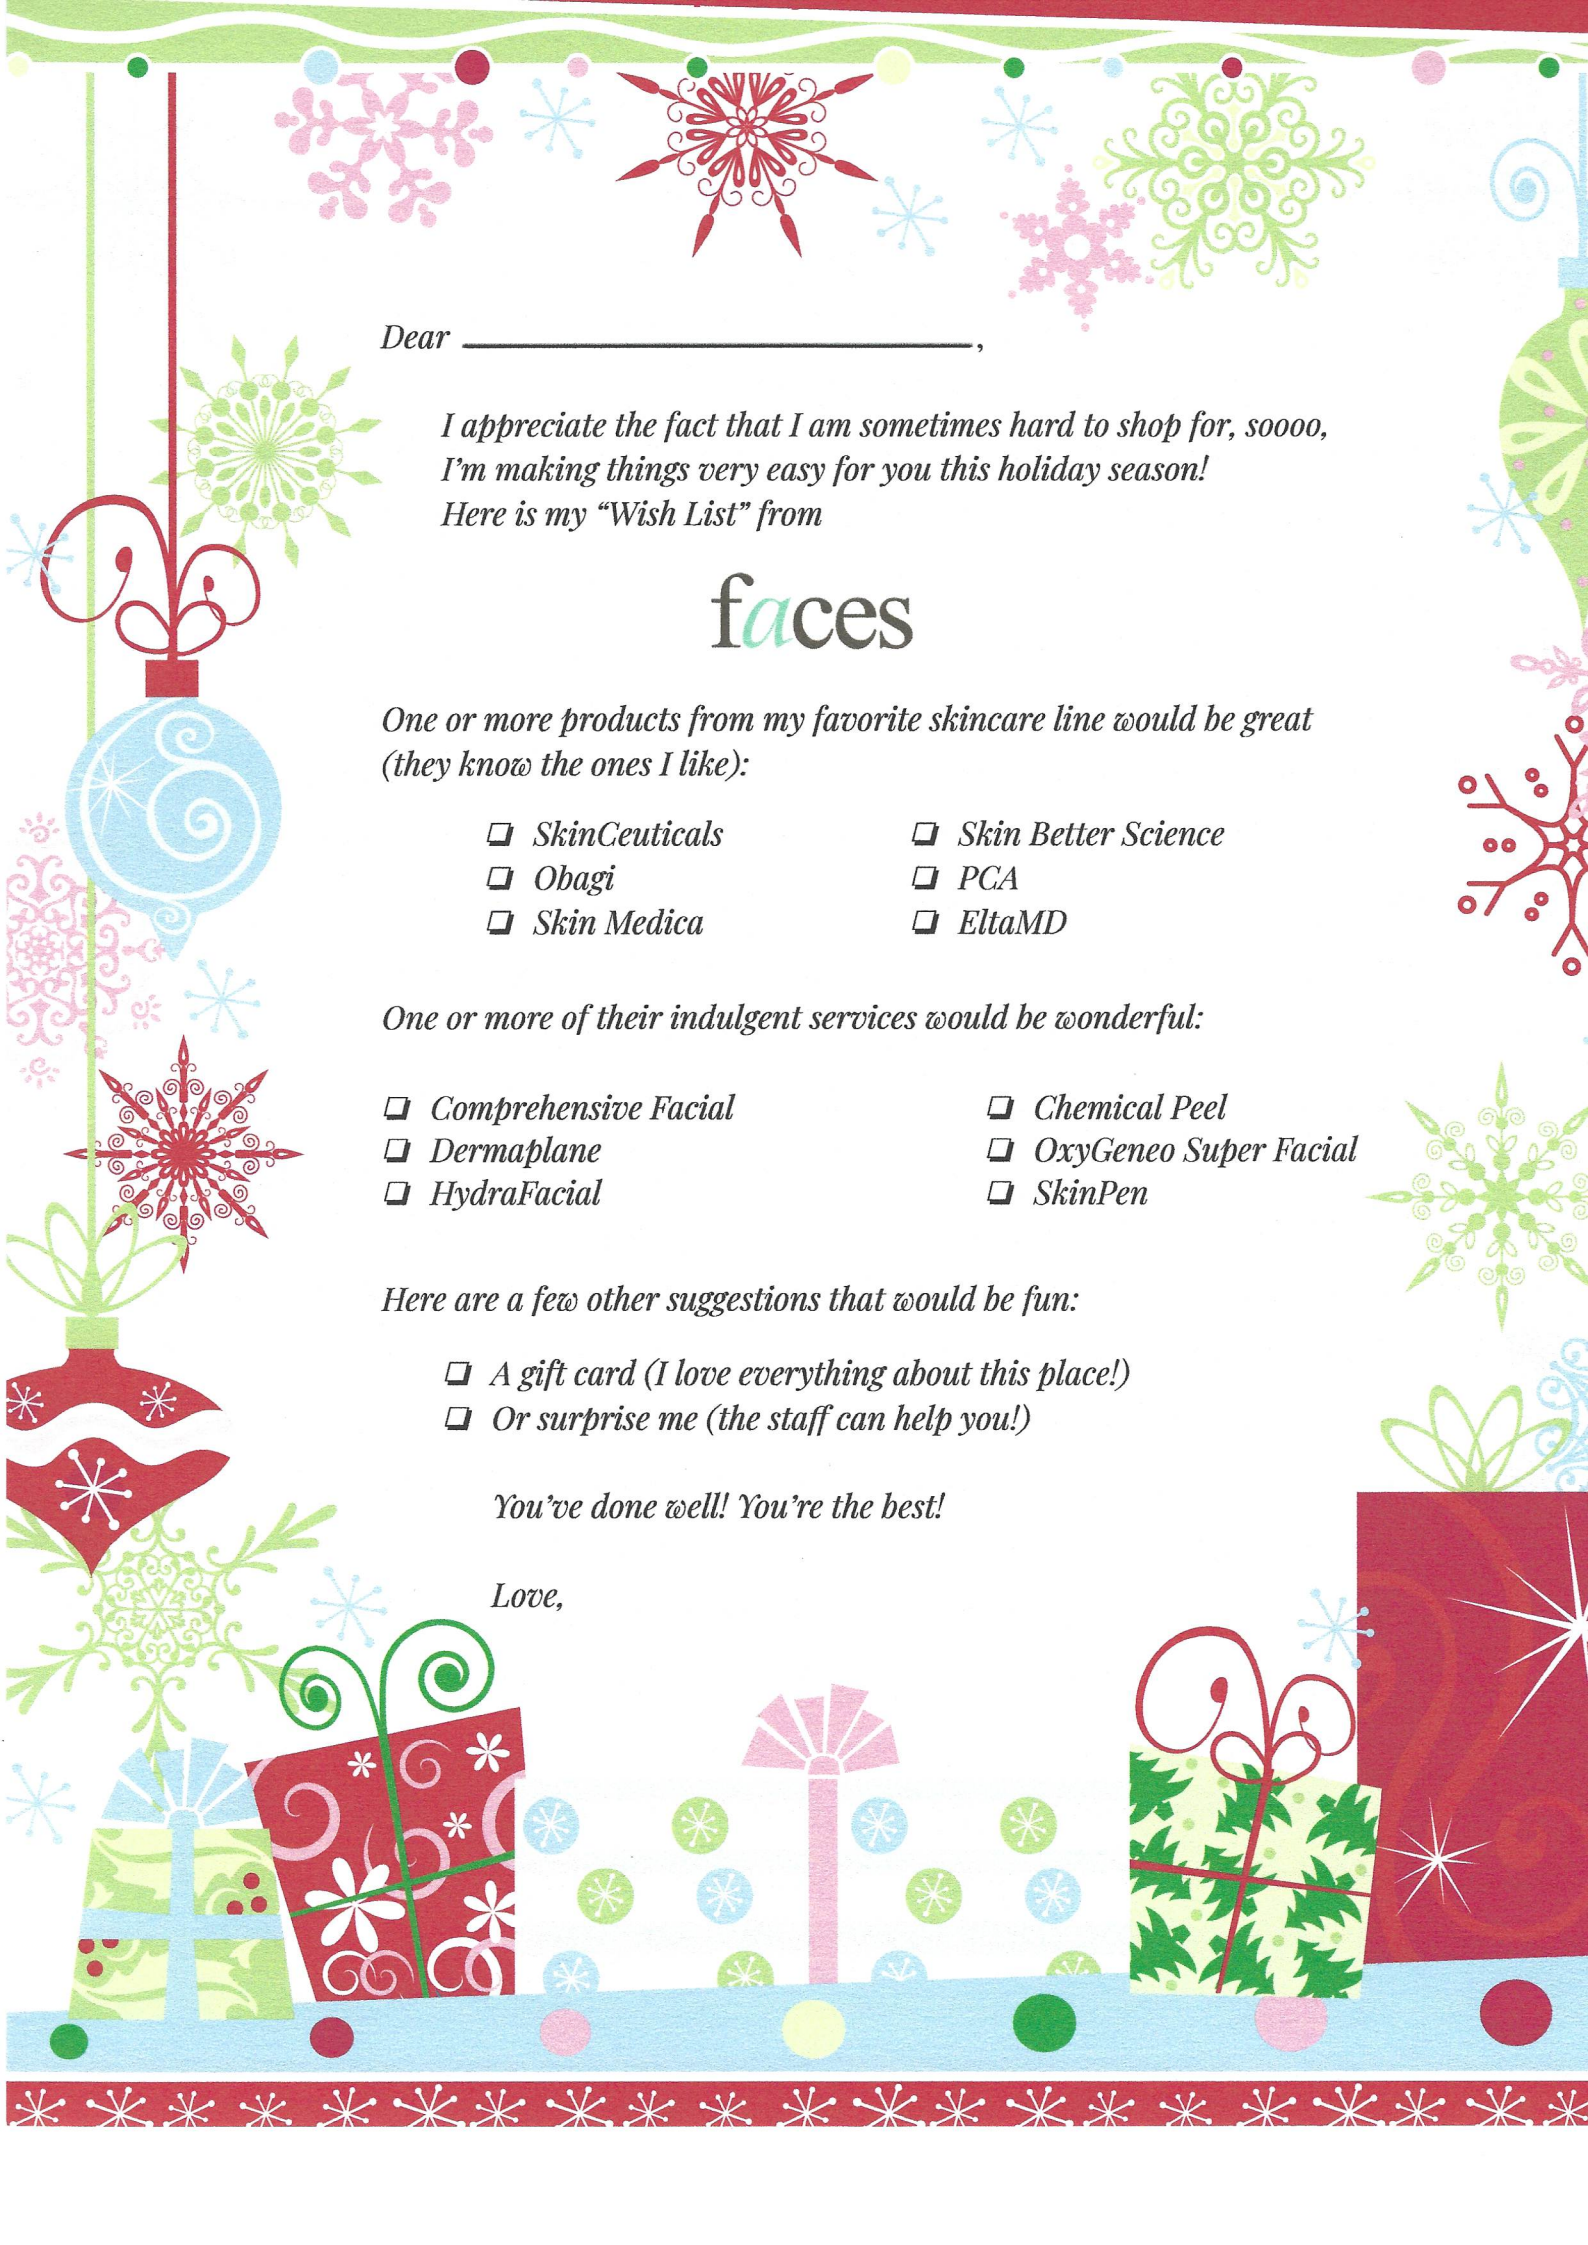 Dear ____________________,
I appreciate the fact that I am sometimes hard to shop for, soooo,
I'm making things very easy for you this holiday season!
Here is my “Wish List” from
faces
One or more products from my favorite skincare line would be great
(they know the ones I like):
❏ SkinCeuticals
❏ Obagi
❏ Skin Medica
❏ Skin Better Science
❏ PCA
❏ EltaMD
One or more of their indulgent services would be wonderful:
❏ Comprehensive Facial
❏ Dermaplane
❏ HydraFacial
❏ Chemical Peel
❏ OxyGeneo Super Facial
❏ SkinPen
Here are a few other suggestions that would be fun:
❏ A gift card (I love everything about this place!)
❏ Or surprise me (the staff can help you!)
You've done well! You're the best!
Love,